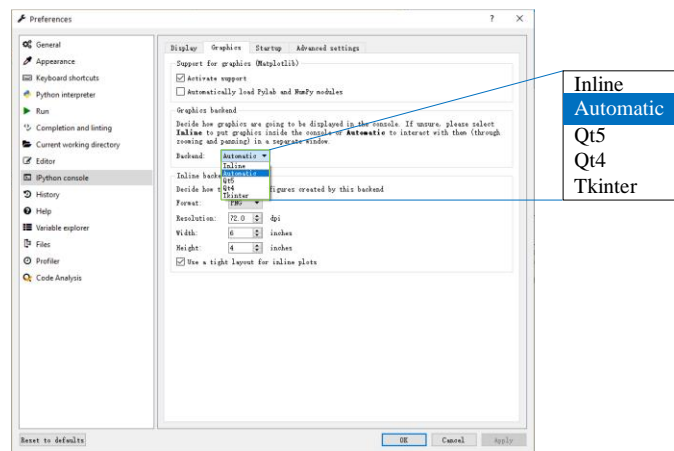 Preferences
? ×
General
Appearance
Keyboard shortcuts
Python interpreter
Run
Completion and linting
Current working directory
Editor
IPython console
History
Help
Variable explorer
Files
Profiler
Code Analysis
Display Graphics Startup Advanced settings
Support for graphics (Matplotlib)
Activate support
Automatically load Pylab and NumPy modules
Graphics backend
Decide how graphics are going to be displayed in the console. If unsure, please select
Inline to put graphics inside the console or Automatic to interact with them (through
zooming and panning) in a separate window.
Backend: Automatic
Inline
Automatic
Qt5
Qt4
Tkinter
Inline backe
Decide how t figures created by this backend
Format: PNG
Resolution: 72.0 dpi
Width: 6 inches
Height: 4 inches
Use a tight layout for inline plots
Reset to defaults
OK Cancel Apply
Inline
Automatic
Qt5
Qt4
Tkinter